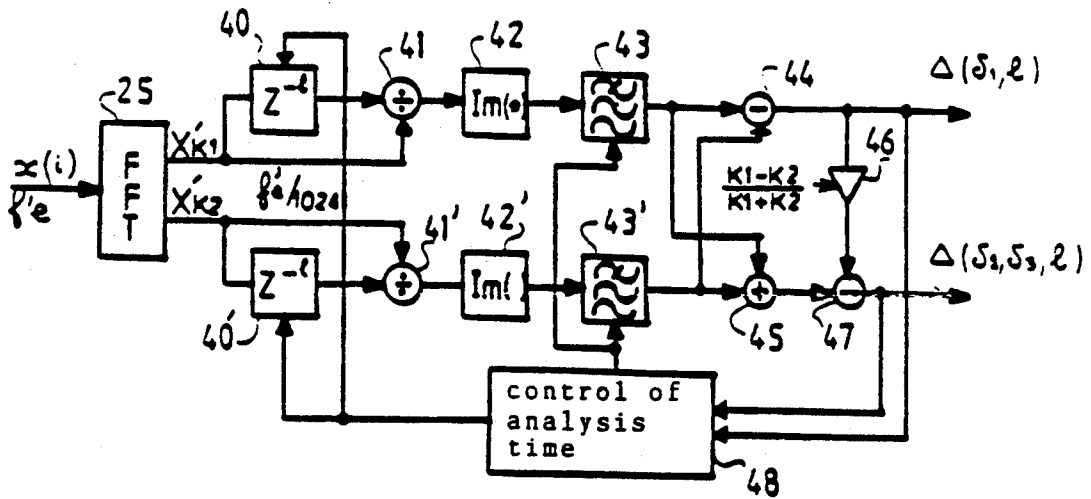 40
41
42
43
44
Δ(δ₁,ℓ)
25
Z⁻ˡ
÷
Im(•)
−
x(i)
f'e
FFT
X'K1
X'K2
f'e/1024
46
K1-K2
K1+K2
40'
41'
42'
43'
Z⁻ˡ
÷
Im(
+
−
45
47
Δ(δ₂,δ₃,ℓ)
control of
analysis
time
48